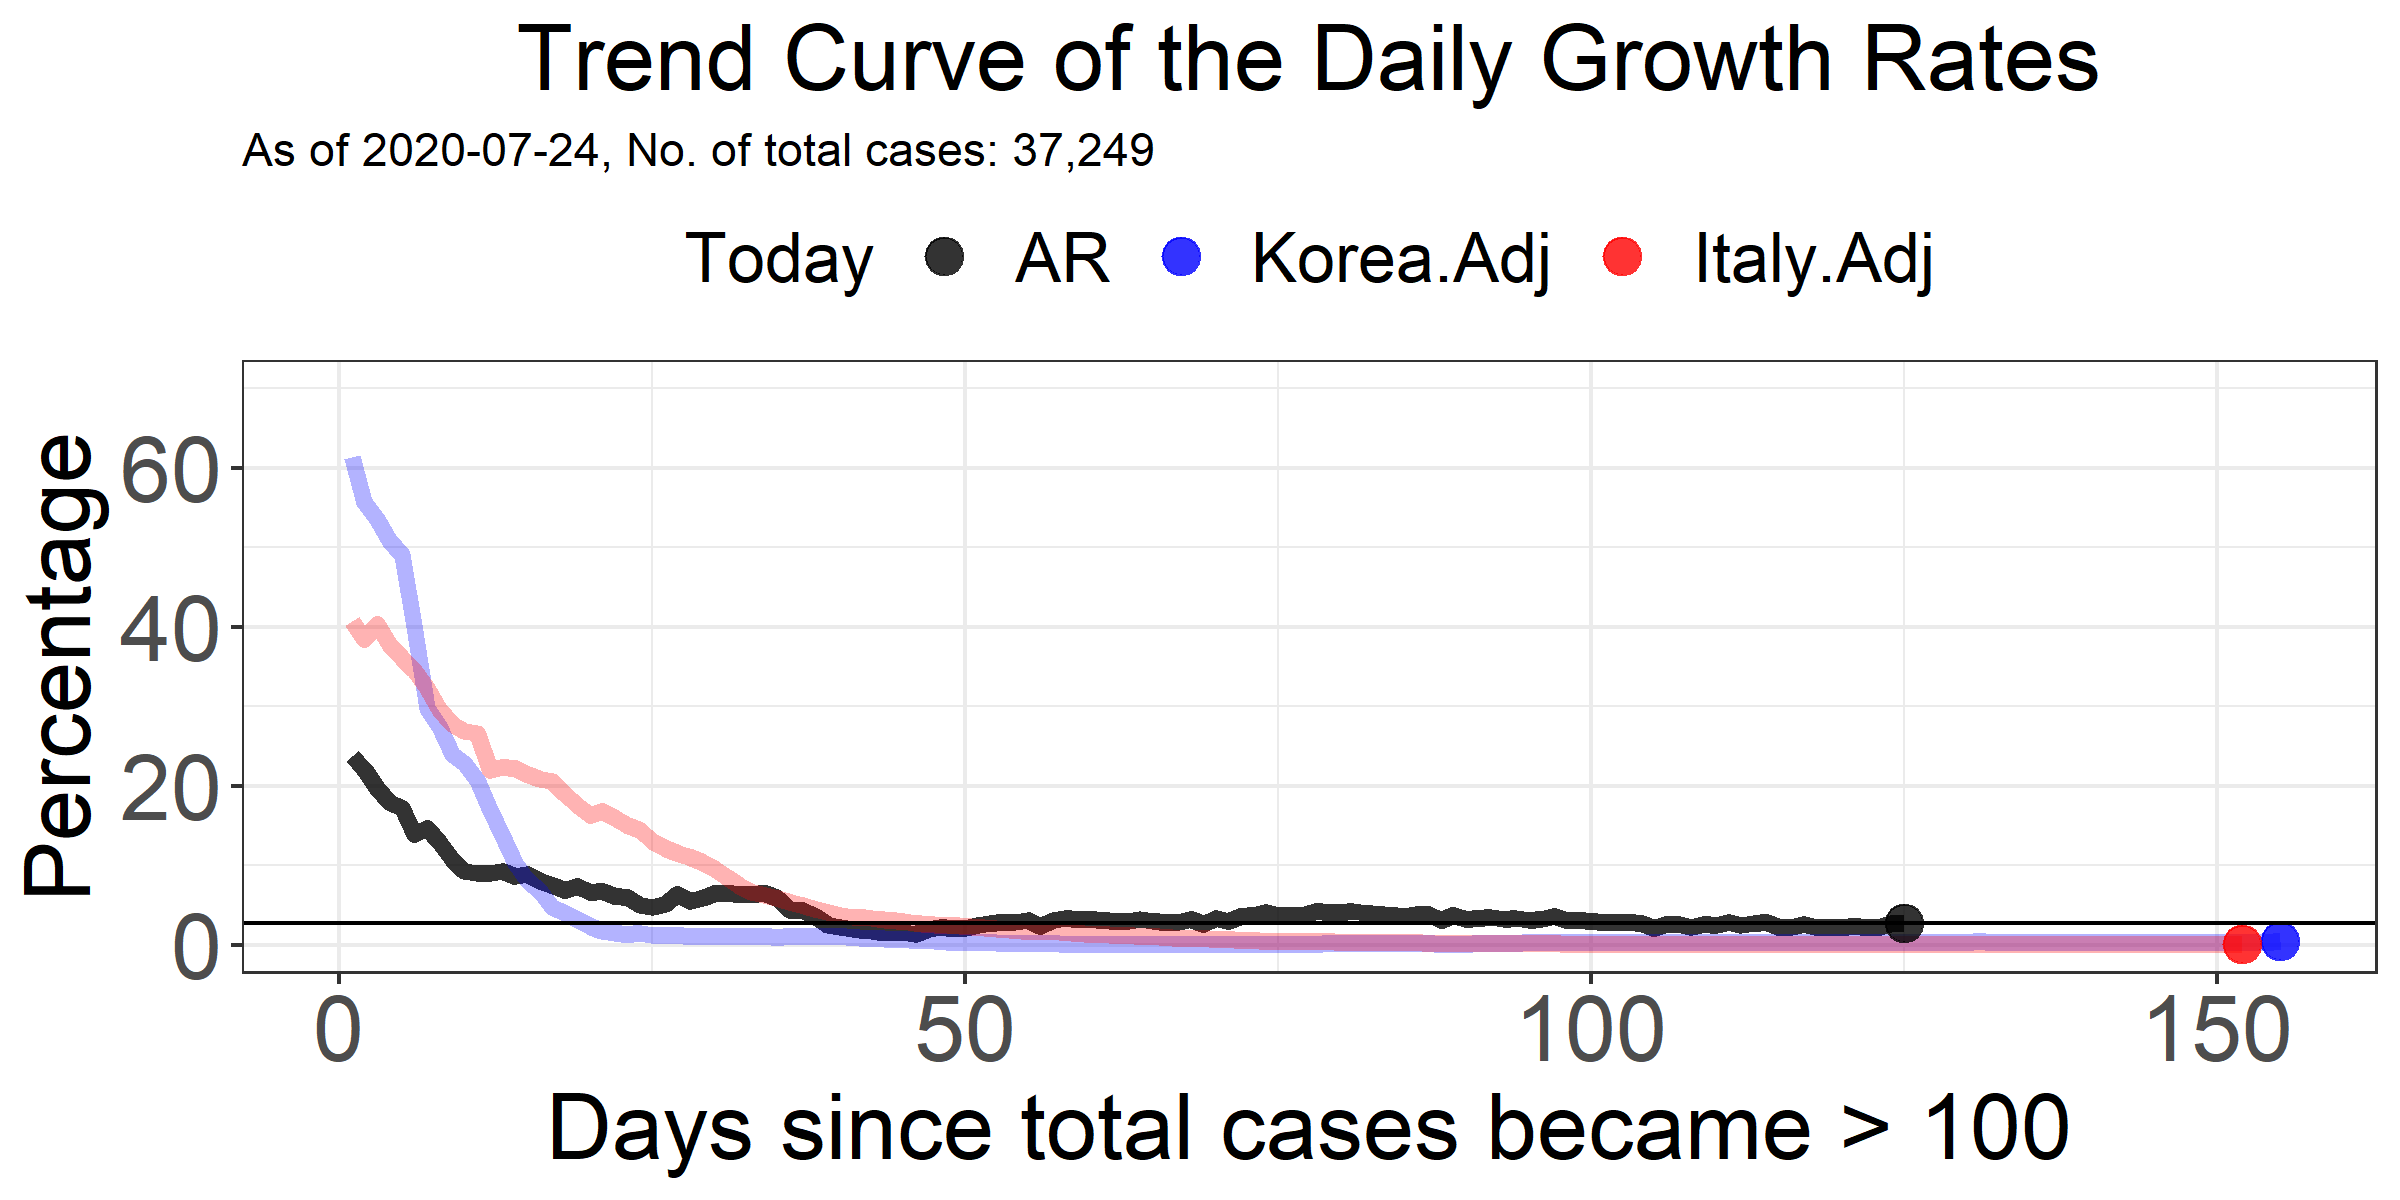 Trend Curve of the Daily Growth Rates
As of 2020-07-24, No. of total cases: 37,249
Today AR Korea.Adj Italy.Adj
Percentage
60
40
20
0
0 50 100 150
Days since total cases became > 100